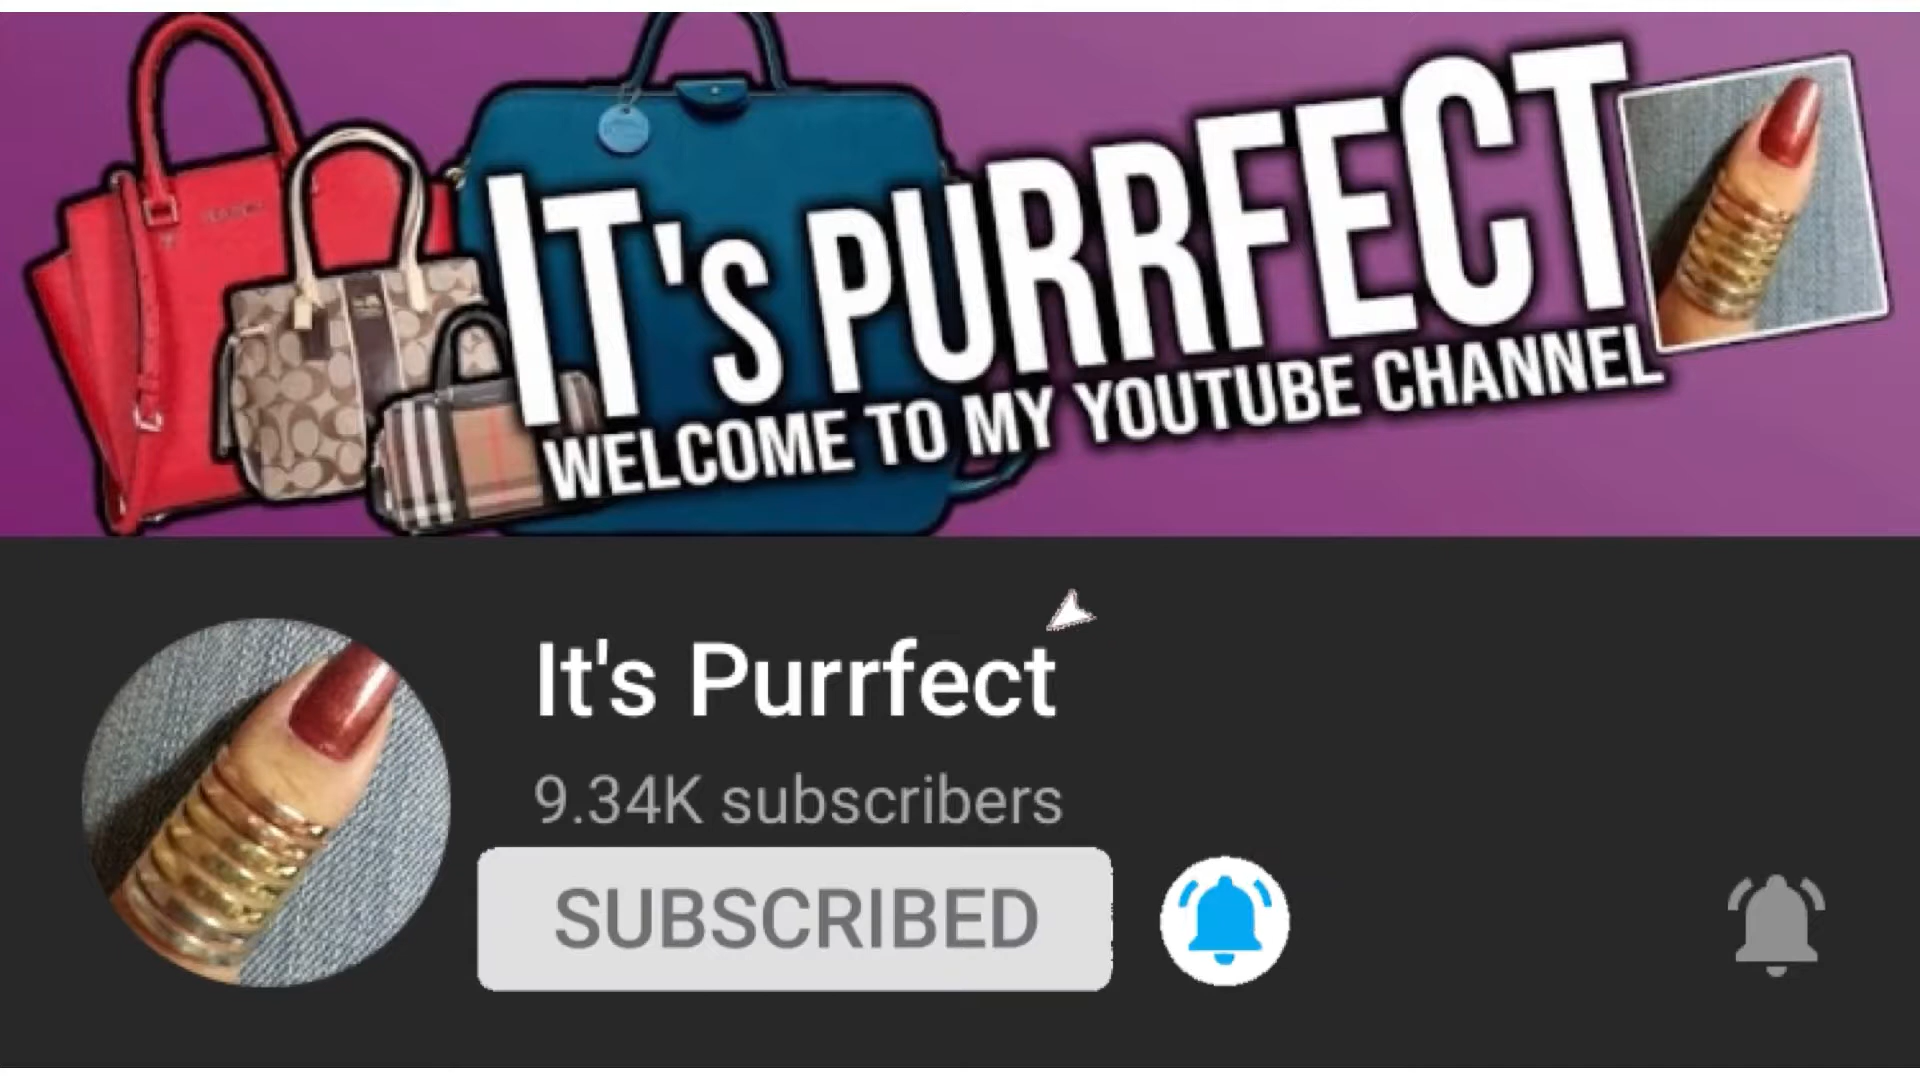 IT's PURRFECT
WELCOME TO MY YOUTUBE CHANNEL
It's Purrfect
9.34K subscribers
SUBSCRIBED